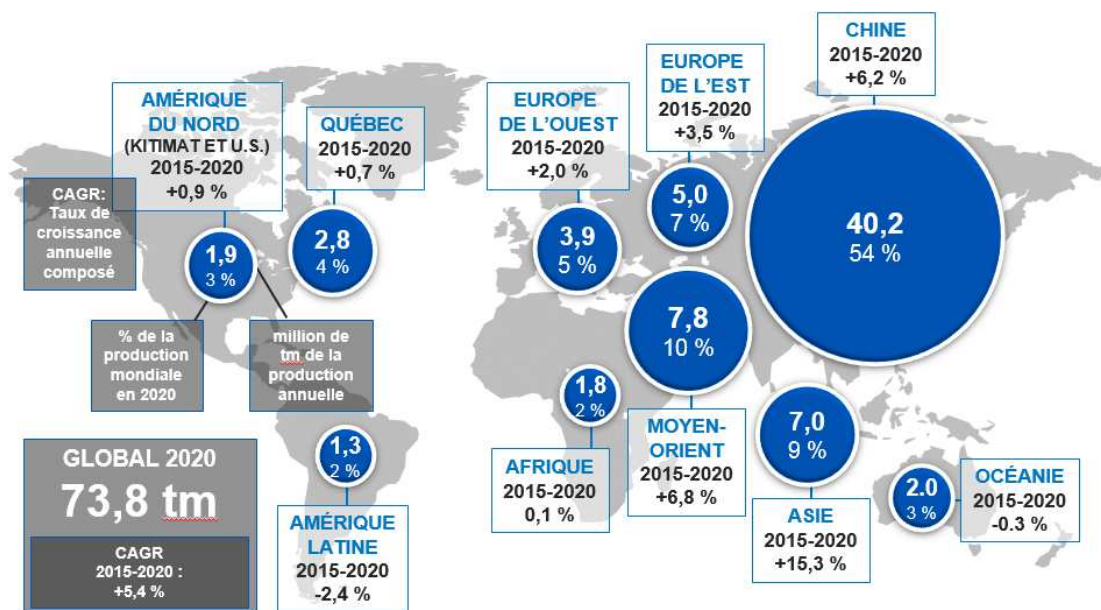 AMÉRIQUE
DU NORD
(KITIMAT ET U.S.)
2015-2020
+0,9 %
1,9
3 %
QUÉBEC
2015-2020
+0,7 %
2,8
4 %
EUROPE
DE L’OUEST
2015-2020
+2,0 %
3,9
5 %
EUROPE
DE L’EST
2015-2020
+3,5 %
5,0
7 %
CHINE
2015-2020
+6,2 %
40,2
54 %
CAGR:
Taux de
croissance
annuelle
composé
% de la
production
mondiale
en 2020
million de
tm de la
production
annuelle
7,8
10 %
MOYEN-
ORIENT
2015-2020
+6,8 %
1,8
2 %
AFRIQUE
2015-2020
0,1 %
7,0
9 %
ASIE
2015-2020
+15,3 %
2.0
3 %
OCÉANIE
2015-2020
-0.3 %
1,3
2 %
AMÉRIQUE
LATINE
2015-2020
-2,4 %
GLOBAL 2020
73,8 tm
CAGR
2015-2020 :
+5,4 %